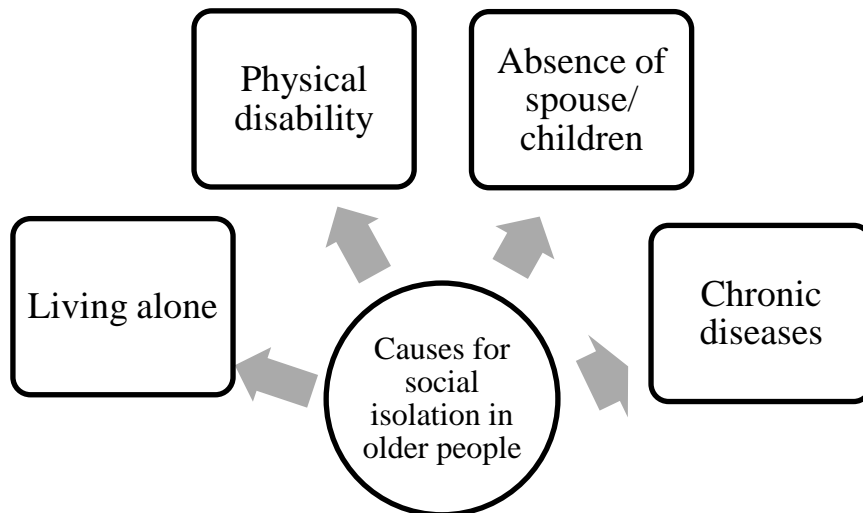 Physical
disability
Absence of
spouse/
children
Living alone
Chronic
diseases
Causes for
social
isolation in
older people